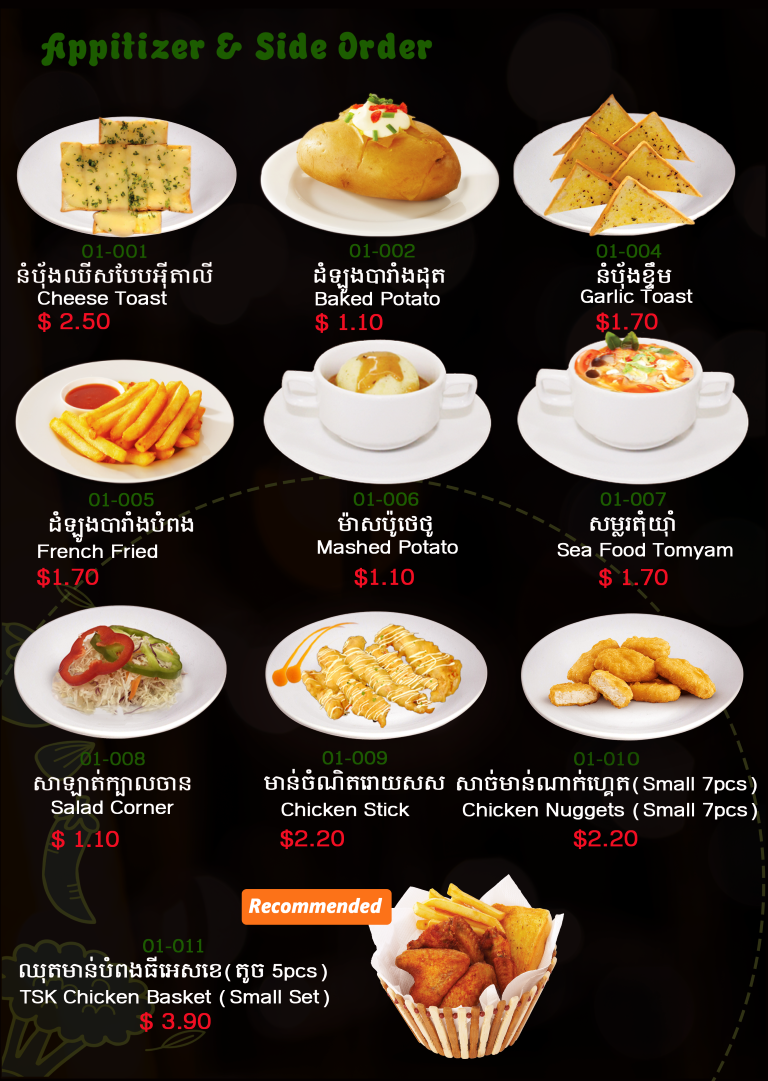 Appitizer & Side Order
01-001
នំប៉័ងឈីសបែបអ៊ីតាលី
Cheese Toast
$ 2.50
01-002
ដំឡូងបារាំងដុត
Baked Potato
$ 1.10
01-004
នំប៉័ងខ្ទឹម
Garlic Toast
$1.70
01-005
ដំឡូងបារាំងបំពង
French Fried
$1.70
01-006
ម៉ាសប៉ូថេថូ
Mashed Potato
$1.10
01-007
សម្លរតុំយ៉ាំ
Sea Food Tomyam
$ 1.70
01-008
សាឡាត់ក្បាលចាន
Salad Corner
$ 1.10
01-009
មាន់ចំណិតរោយសស
Chicken Stick
$2.20
01-010
សាច់មាន់ណាក់ហ្គេត(Small 7pcs)
Chicken Nuggets (Small 7pcs)
$2.20
Recommended
01-011
ឈុតមាន់បំពងធីអេសខេ(តូច 5pcs)
TSK Chicken Basket (Small Set)
$ 3.90